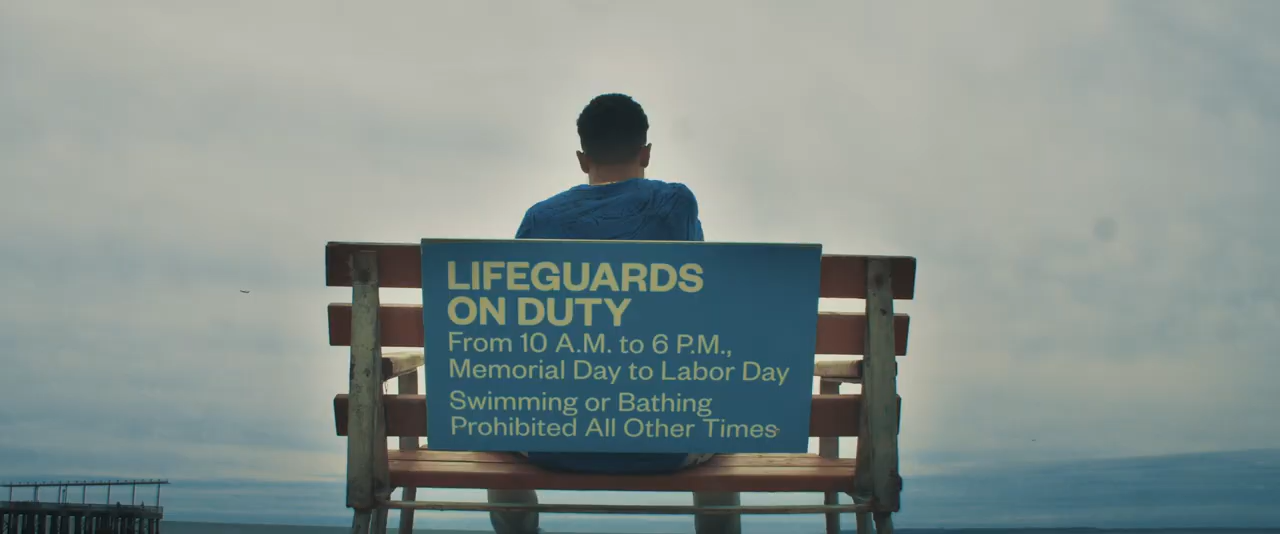 LIFEGUARDS
ON DUTY
From 10 A.M. to 6 P.M.,
Memorial Day to Labor Day
Swimming or Bathing
Prohibited All Other Times